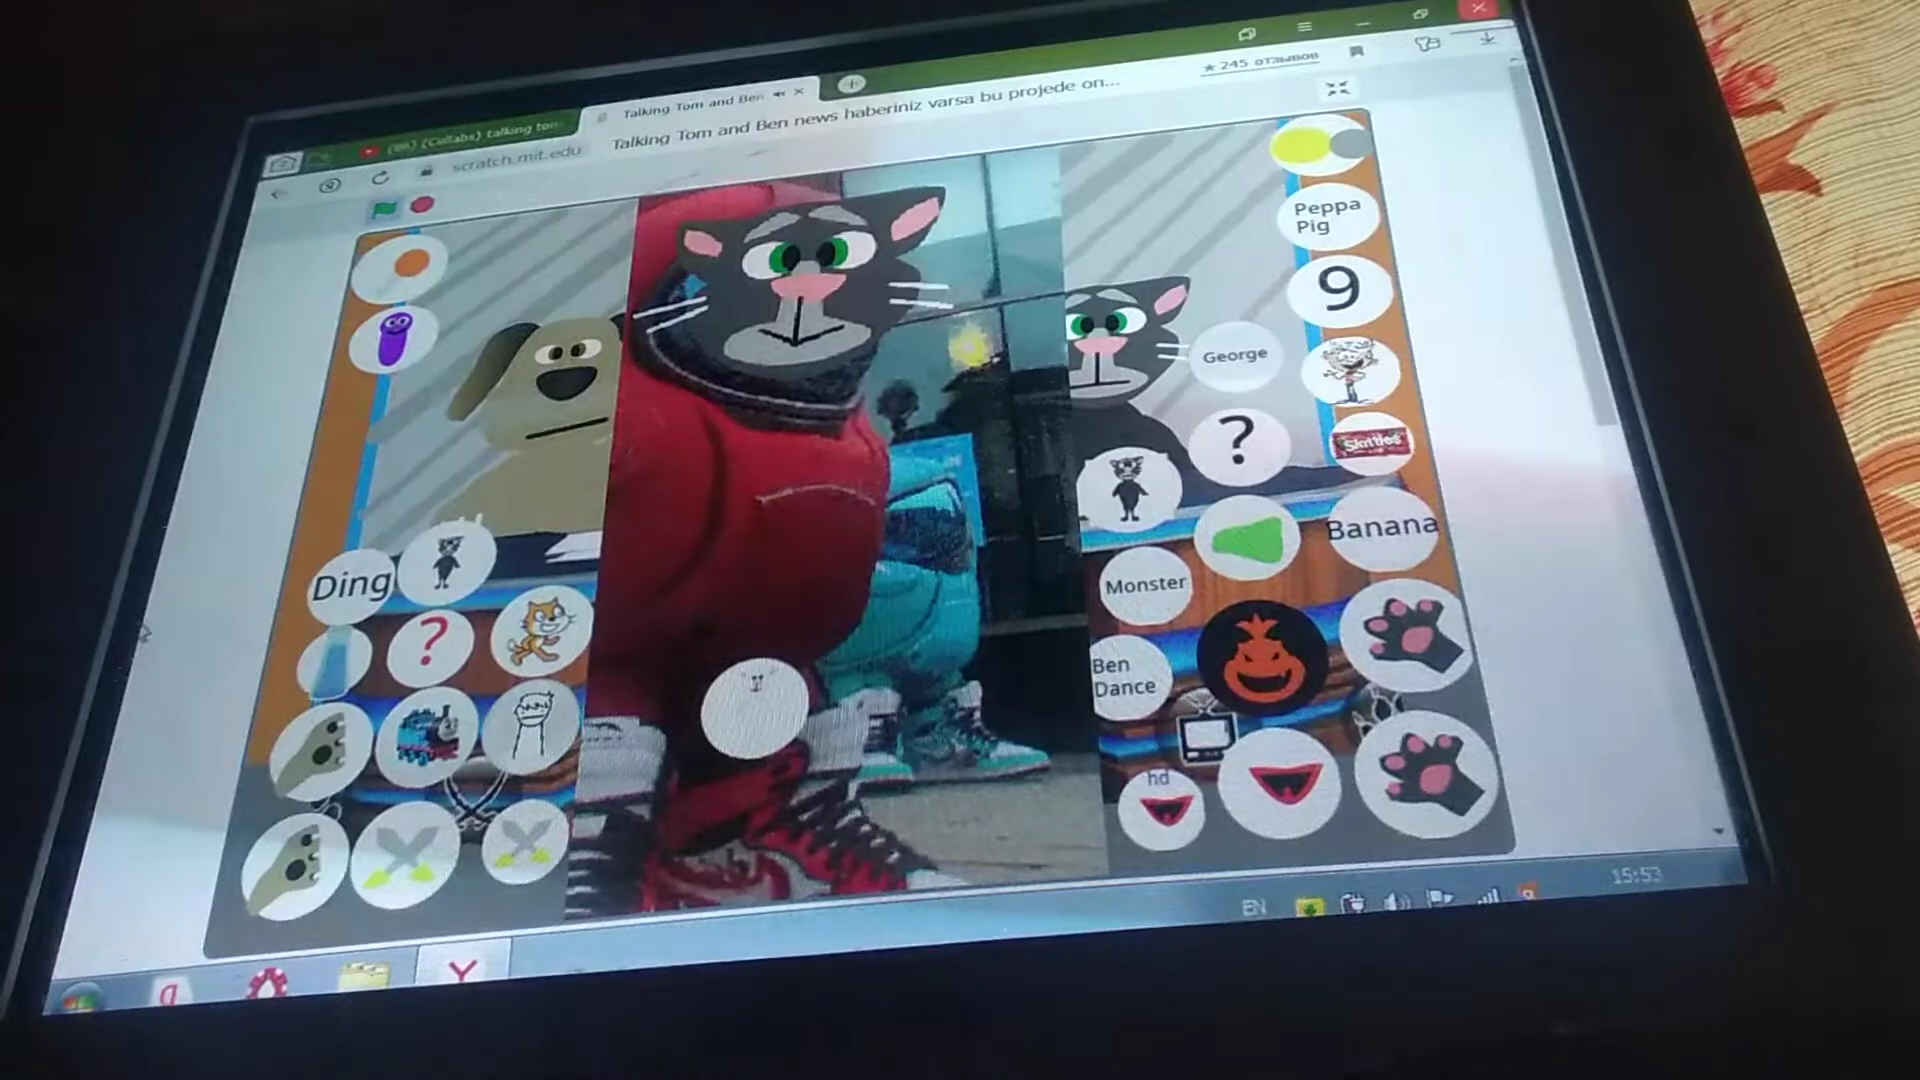 (86) (Collabs) talking tom
Talking Tom and Ben
scratch.mit.edu
Talking Tom and Ben news haberiniz varsa bu projede on...
★ 245 отзывов
Peppa
Pig
9
George
?
Skittles
Banana
Ding
Monster
?
Ben
Dance
hd
EN
15:53